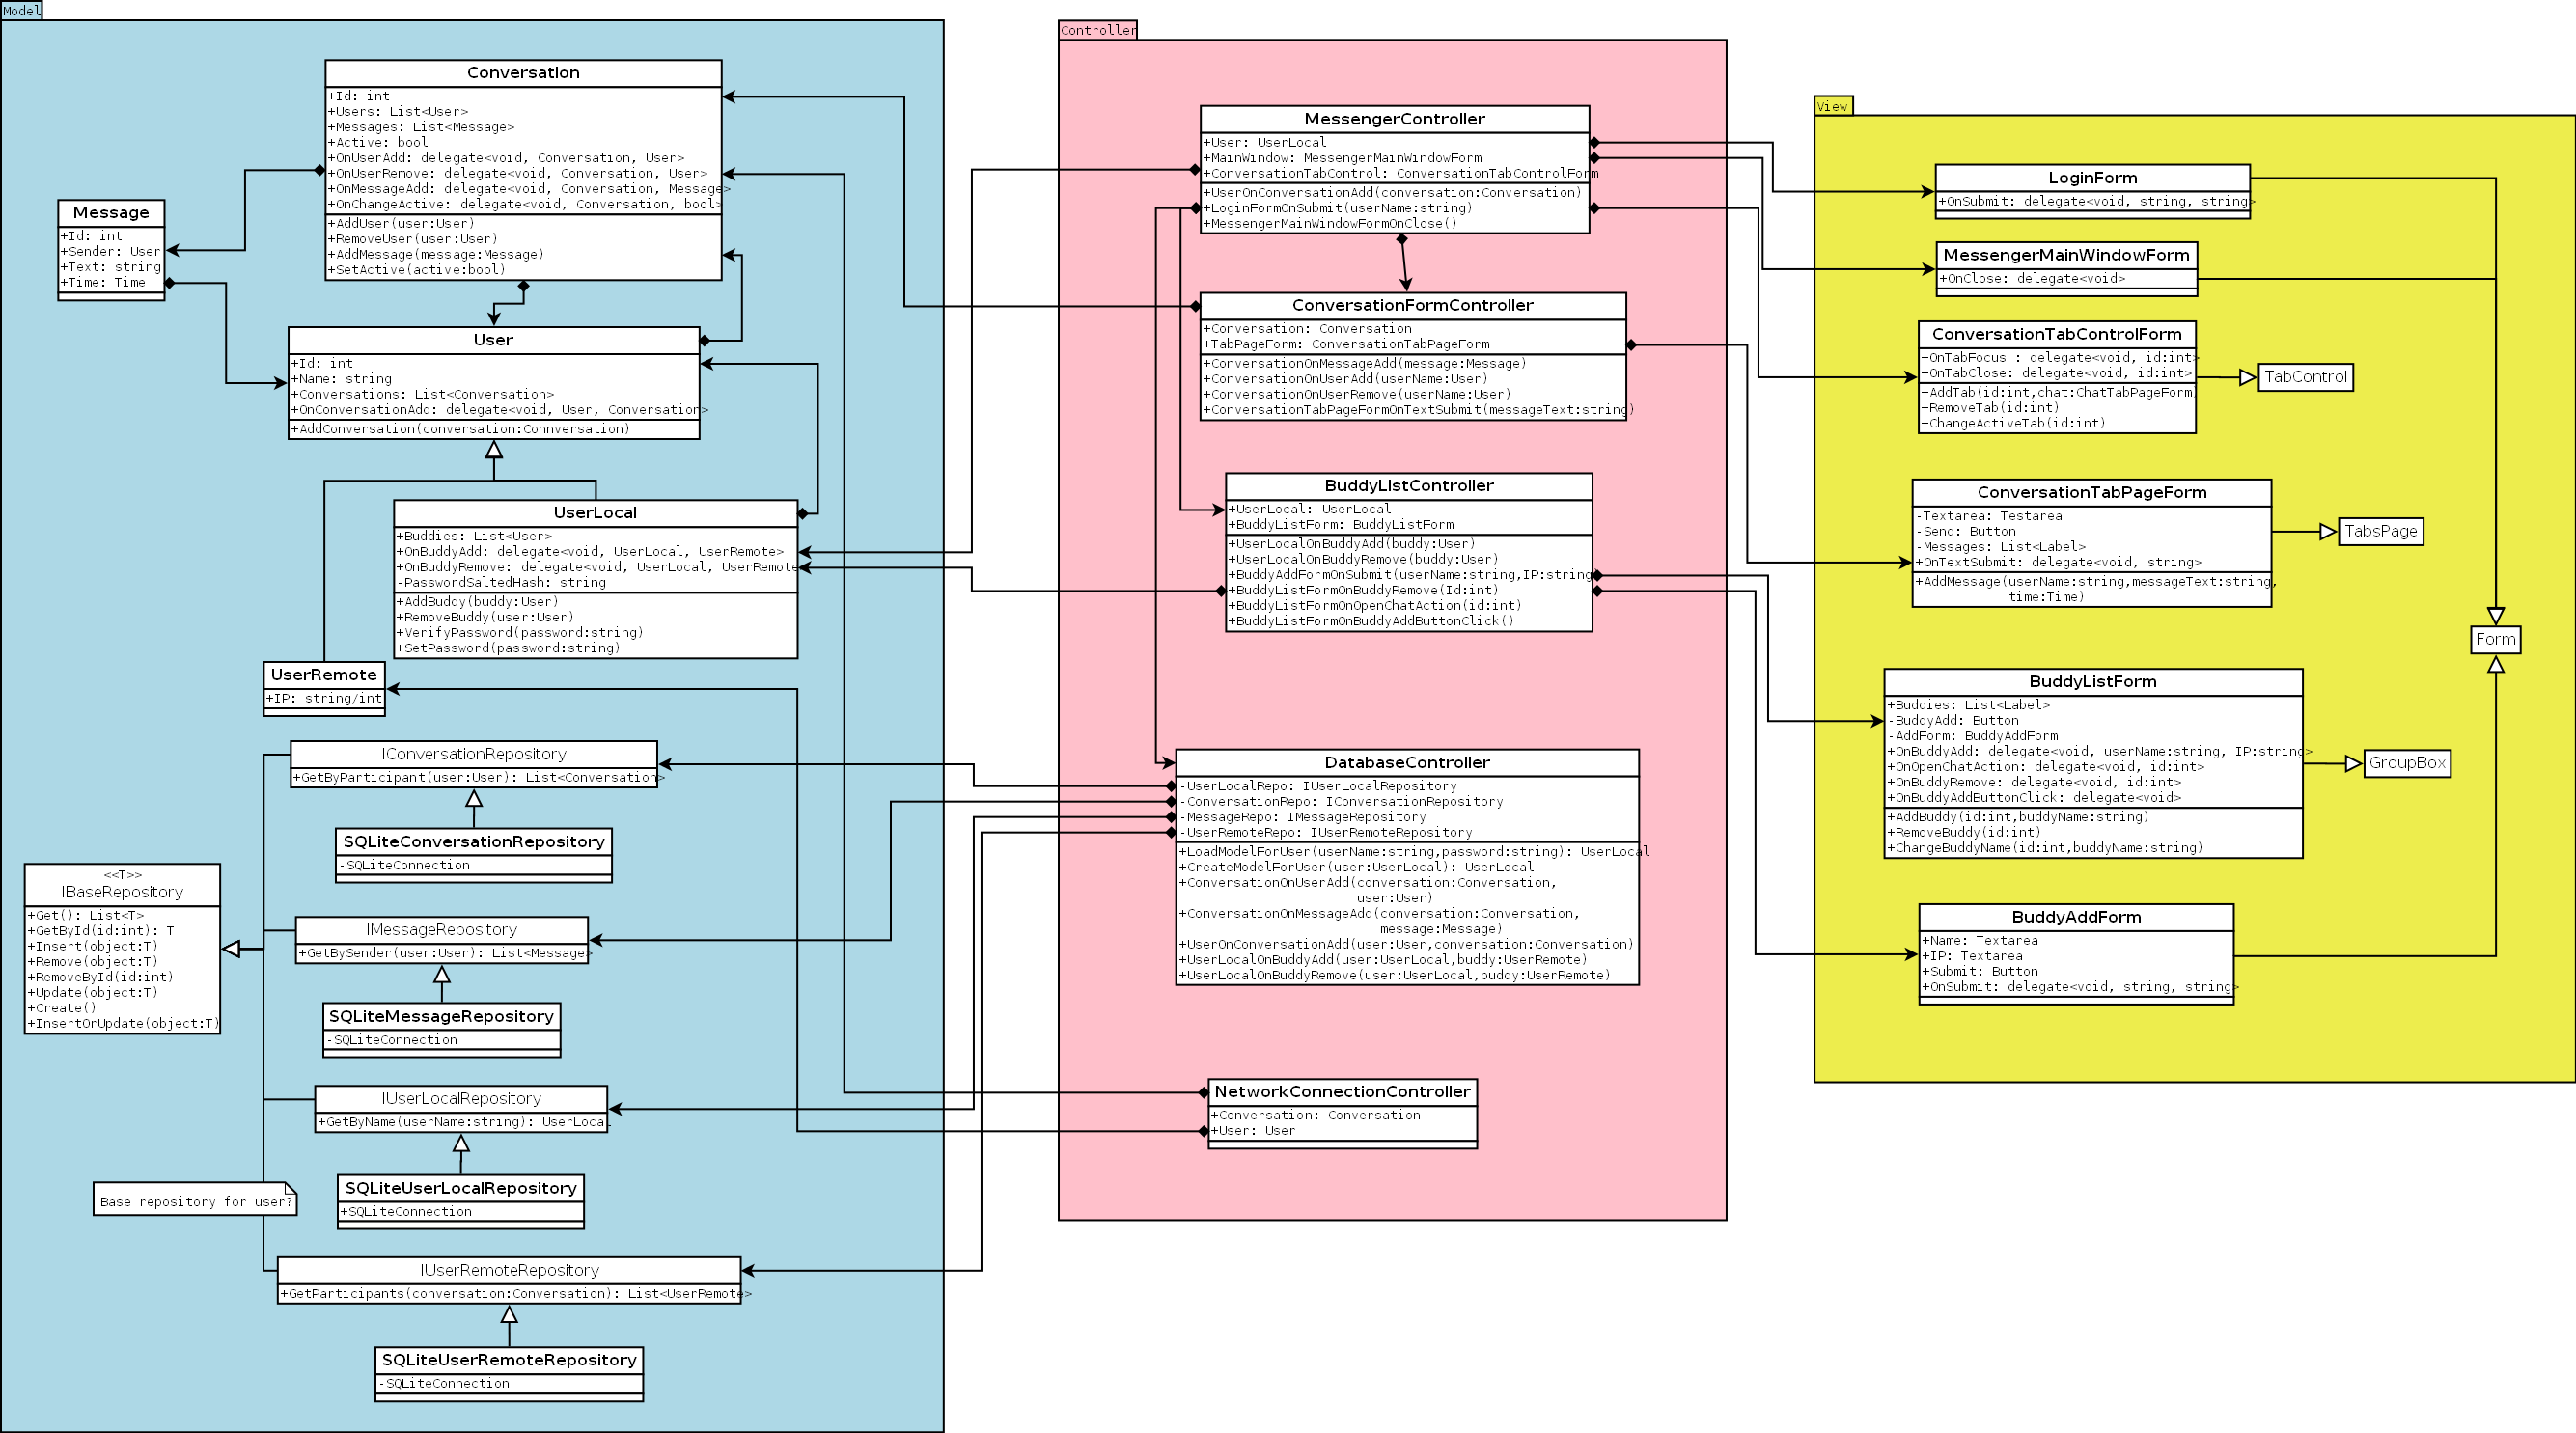 Model
Conversation
+Id: int
+Users: List<User>
+Messages: List<Message>
+Active: bool
+OnUserAdd: delegate<void, Conversation, User>
+OnUserRemove: delegate<void, Conversation, User>
+OnMessageAdd: delegate<void, Conversation, Message>
+OnChangeActive: delegate<void, Conversation, bool>
+AddUser(user:User)
+RemoveUser(user:User)
+AddMessage(message:Message)
+SetActive(active:bool)
Message
+Id: int
+Sender: User
+Text: string
+Time: Time
User
+Id: int
+Name: string
+Conversations: List<Conversation>
+OnConversationAdd: delegate<void, User, Conversation>
+AddConversation(conversation:Connversation)
UserLocal
+Buddies: List<User>
+OnBuddyAdd: delegate<void, UserLocal, UserRemote>
+OnBuddyRemove: delegate<void, UserLocal, UserRemote>
-PasswordSaltedHash: string
+AddBuddy(buddy:User)
+RemoveBuddy(user:User)
+VerifyPassword(password:string)
+SetPassword(password:string)
UserRemote
+IP: string/int
IConversationRepository
+GetByParticipant(user:User): List<Conversation>
SQLiteConversationRepository
-SQLiteConnection
<<T>>
IBaseRepository
+Get(): List<T>
+GetById(id:int): T
+Insert(object:T)
+Remove(object:T)
+RemoveById(id:int)
+Update(object:T)
+Create()
+InsertOrUpdate(object:T)
IMessageRepository
+GetBySender(user:User): List<Message>
SQLiteMessageRepository
-SQLiteConnection
IUserLocalRepository
+GetByName(userName:string): UserLocal
SQLiteUserLocalRepository
+SQLiteConnection
Base repository for user?
IUserRemoteRepository
+GetParticipants(conversation:Conversation): List<UserRemote>
SQLiteUserRemoteRepository
-SQLiteConnection
Controller
MessengerController
+User: UserLocal
+MainWindow: MessengerMainWindowForm
+ConversationTabControl: ConversationTabControlForm
+UserOnConversationAdd(conversation:Conversation)
+LoginFormOnSubmit(userName:string)
+MessengerMainWindowFormOnClose()
ConversationFormController
+Conversation: Conversation
+TabPageForm: ConversationTabPageForm
+ConversationOnMessageAdd(message:Message)
+ConversationOnUserAdd(userName:User)
+ConversationOnUserRemove(userName:User)
+ConversationTabPageFormOnTextSubmit(messageText:string)
BuddyListController
+UserLocal: UserLocal
+BuddyListForm: BuddyListForm
+UserLocalOnBuddyAdd(buddy:User)
+UserLocalOnBuddyRemove(buddy:User)
+BuddyAddFormOnSubmit(userName:string,IP:string)
+BuddyListFormOnBuddyRemove(Id:int)
+BuddyListFormOnOpenChatAction(id:int)
+BuddyListFormOnBuddyAddButtonClick()
DatabaseController
-UserLocalRepo: IUserLocalRepository
-ConversationRepo: IConversationRepository
-MessageRepo: IMessageRepository
-UserRemoteRepo: IUserRemoteRepository
+LoadModelForUser(userName:string,password:string): UserLocal
+CreateModelForUser(user:UserLocal): UserLocal
+ConversationOnUserAdd(conversation:Conversation,
user:User)
+ConversationOnMessageAdd(conversation:Conversation,
message:Message)
+UserOnConversationAdd(user:User,conversation:Conversation)
+UserLocalOnBuddyAdd(user:UserLocal,buddy:UserRemote)
+UserLocalOnBuddyRemove(user:UserLocal,buddy:UserRemote)
NetworkConnectionController
+Conversation: Conversation
+User: User
View
LoginForm
+OnSubmit: delegate<void, string, string>
MessengerMainWindowForm
+OnClose: delegate<void>
ConversationTabControlForm
+OnTabFocus : delegate<void, id:int>
+OnTabClose: delegate<void, id:int>
+AddTab(id:int,chat:ChatTabPageForm,
+RemoveTab(id:int)
+ChangeActiveTab(id:int)
TabControl
ConversationTabPageForm
-Textarea: Testarea
-Send: Button
-Messages: List<Label>
+OnTextSubmit: delegate<void, string>
+AddMessage(userName:string,messageText:string,
time:Time)
TabsPage
Form
BuddyListForm
+Buddies: List<Label>
-BuddyAdd: Button
-AddForm: BuddyAddForm
+OnBuddyAdd: delegate<void, userName:string, IP:string>
+OnOpenChatAction: delegate<void, id:int>
+OnBuddyRemove: delegate<void, id:int>
+OnBuddyAddButtonClick: delegate<void>
+AddBuddy(id:int,buddyName:string)
+RemoveBuddy(id:int)
+ChangeBuddyName(id:int,buddyName:string)
GroupBox
BuddyAddForm
+Name: Textarea
+IP: Textarea
+Submit: Button
+OnSubmit: delegate<void, string, string>